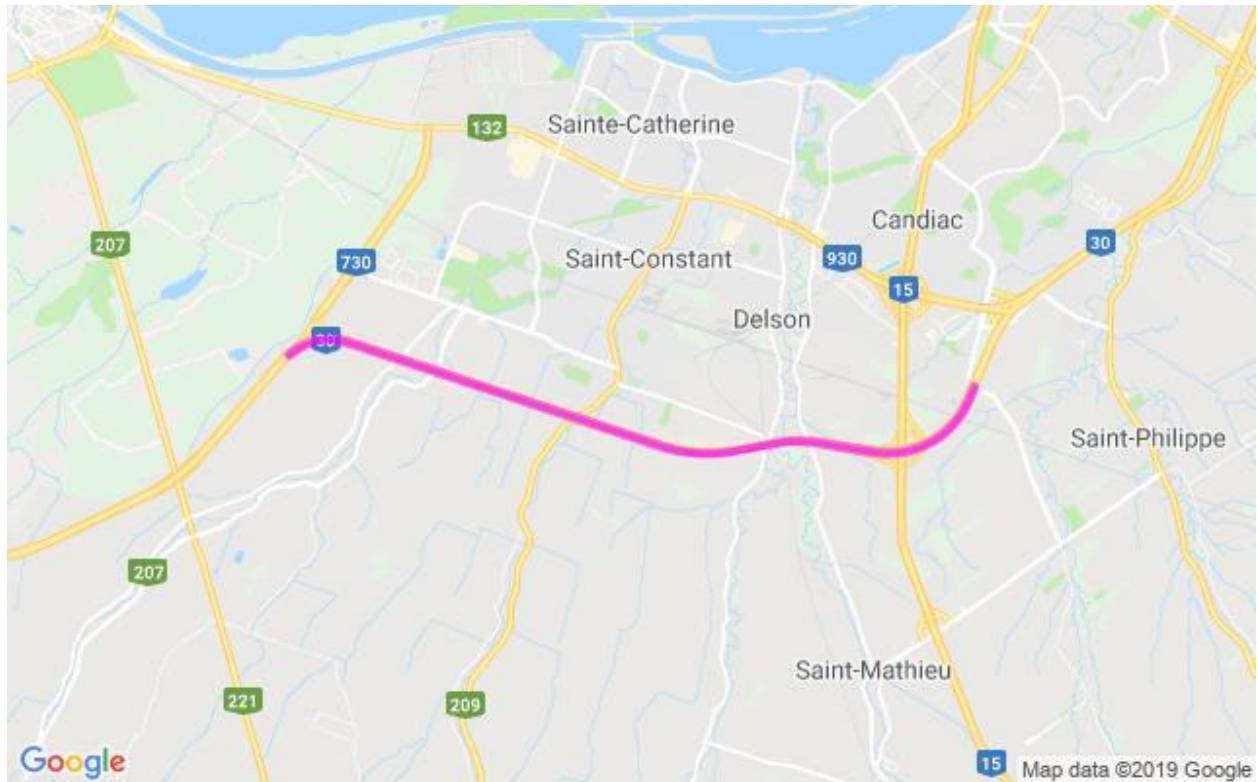 132
Sainte-Catherine
Candiac
207
30
730
Saint-Constant
930
15
Delson
30
Saint-Philippe
207
Saint-Mathieu
221
209
15
Google
Map data ©2019 Google